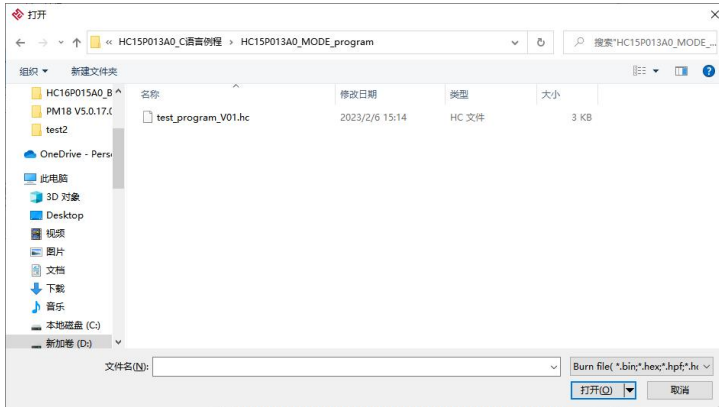 打开
« HC15P013A0_C语言例程 › HC15P013A0_MODE_program
搜索"HC15P013A0_MODE_...
组织
新建文件夹
名称
修改日期
类型
大小
HC16P015A0_B
PM18 V5.0.17.0
test2
OneDrive - Pers
此电脑
3D 对象
Desktop
视频
图片
文档
下载
音乐
本地磁盘 (C:)
新加卷 (D:)
test_program_V01.hc
2023/2/6 15:14
HC 文件
3 KB
文件名(N):
Burn file( *.bin;*.hex;*.hpf;*.h
打开(O)
取消